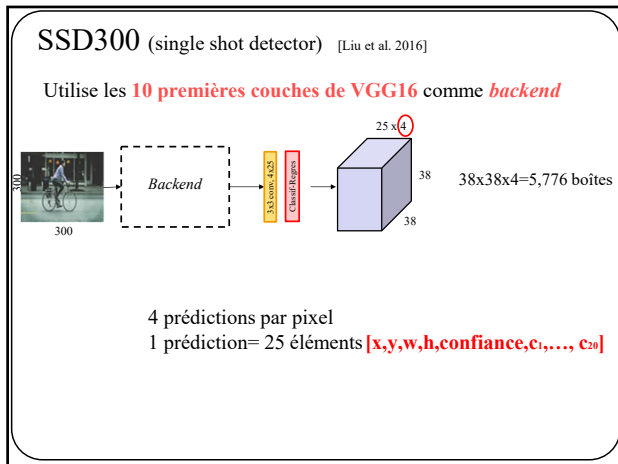 SSD300 (single shot detector) [Liu et al. 2016]
Utilise les 10 premières couches de VGG16 comme backend
25 x 4
300
Backend
3x3 conv, 4x25
Classif-Regres
38
38x38x4=5,776 boîtes
38
300
4 prédictions par pixel
1 prédiction= 25 éléments [x,y,w,h,confiance,c₁,…, c₂₀]